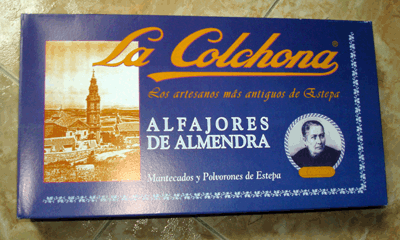 La Colchona®
Los artesanos más antiguos de Estepa
ALFAJORES
DE ALMENDRA
Mantecados y Polvorones de Estepa